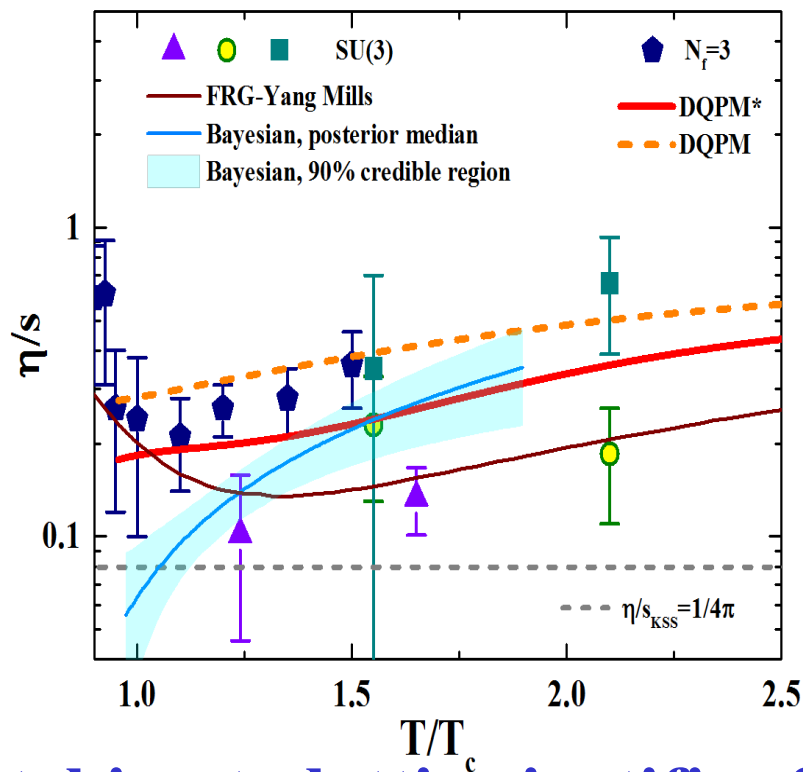 SU(3)
N_f=3
FRG-Yang Mills
DQPM*
Bayesian, posterior median
DQPM
Bayesian, 90% credible region
1
η/s
0.1
η/s_KSS=1/4π
1.0
1.5
2.0
2.5
T/T_c